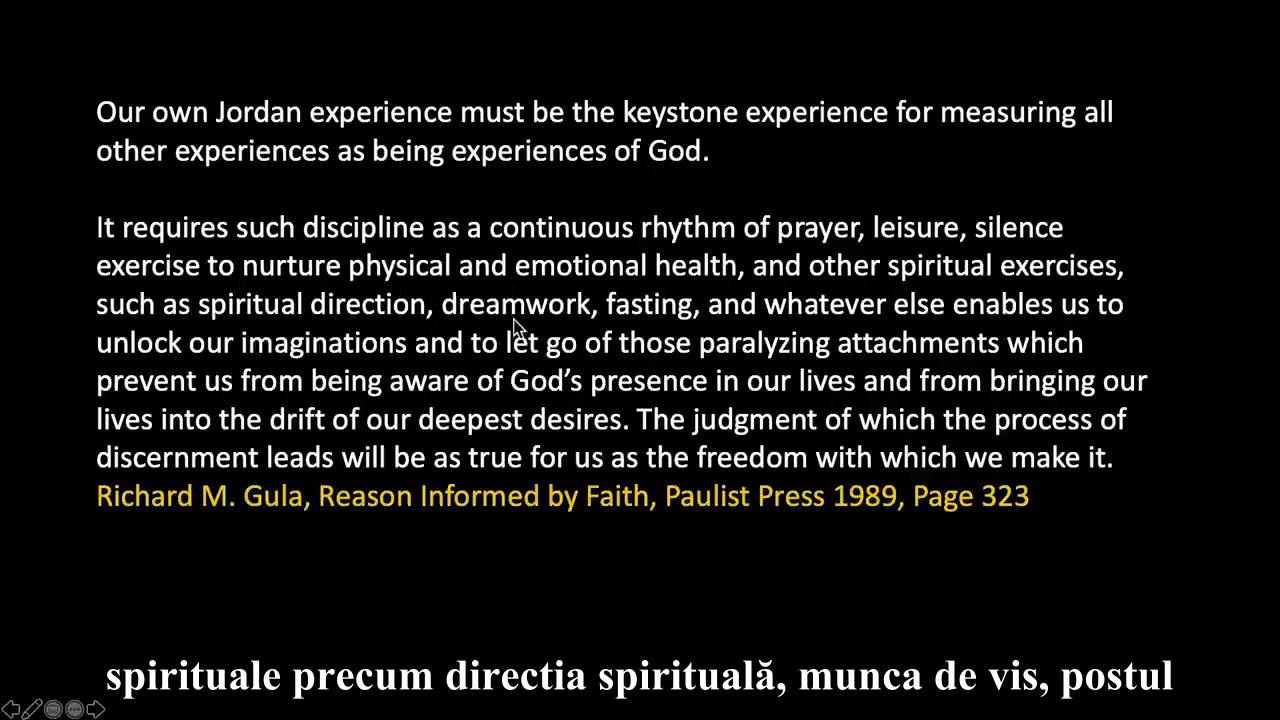 Our own Jordan experience must be the keystone experience for measuring all
other experiences as being experiences of God.
It requires such discipline as a continuous rhythm of prayer, leisure, silence
exercise to nurture physical and emotional health, and other spiritual exercises,
such as spiritual direction, dreamwork, fasting, and whatever else enables us to
unlock our imaginations and to let go of those paralyzing attachments which
prevent us from being aware of God’s presence in our lives and from bringing our
lives into the drift of our deepest desires. The judgment of which the process of
discernment leads will be as true for us as the freedom with which we make it.
Richard M. Gula, Reason Informed by Faith, Paulist Press 1989, Page 323
spirituale precum directia spirituală, munca de vis, postul